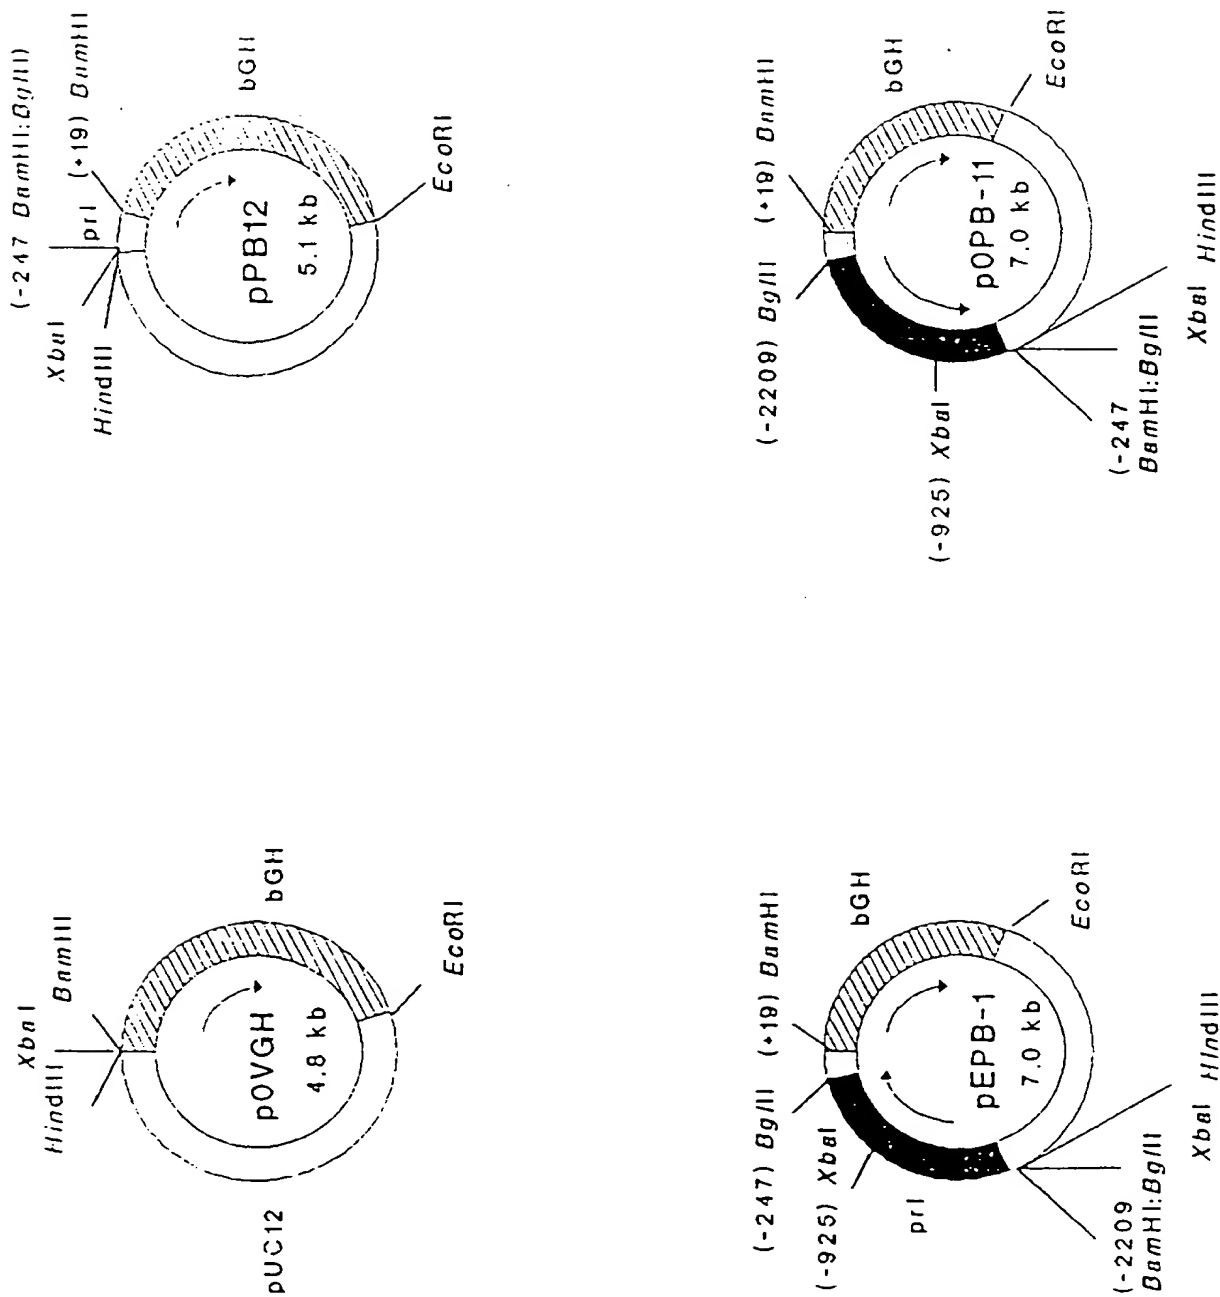 HindIII
XbaI
BamHI
bGH
EcoRI
pUC12
pOVGH
4.8 kb
(-247 BamHI:BglII)
(+19) BamHI
prl
XbaI
HindIII
bGH
EcoRI
pPB12
5.1 kb
(-247) BglII
(+19) BamHI
(-925) XbaI
prl
bGH
EcoRI
pEPB-1
7.0 kb
HindIII
XbaI
(-2209
BamHI:BglII
(-2209) BglII
(+19) BamHI
bGH
EcoRI
(-925) XbaI
pOPB-11
7.0 kb
HindIII
XbaI
(-247
BamHI:BglII